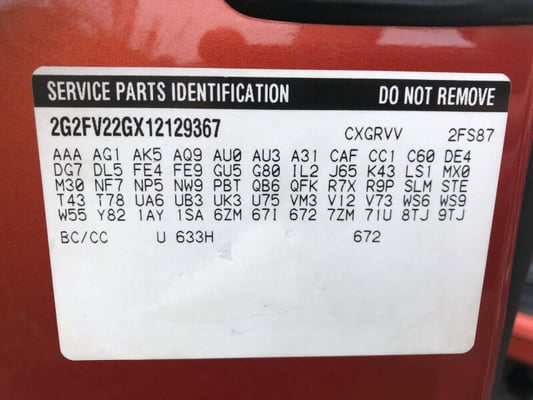 SERVICE PARTS IDENTIFICATION DO NOT REMOVE
2G2FV22GX12129367 CXGRVV 2FS87
AAA AG1 AK5 AQ9 AU0 AU3 A31 CAF CC1 C60 DE4
DG7 DL5 FE4 FE9 GU5 G80 IL2 J65 K43 LS1 MX0
M30 NF7 NP5 NW9 PBT QB6 QFK R7X R9P SLM STE
T43 T78 UA6 UB3 UK3 U75 VM3 V12 V73 WS6 WS9
W55 Y82 1AY 1SA 6ZM 67I 672 7ZM 7IU 8TJ 9TJ
BC/CC U 633H 672